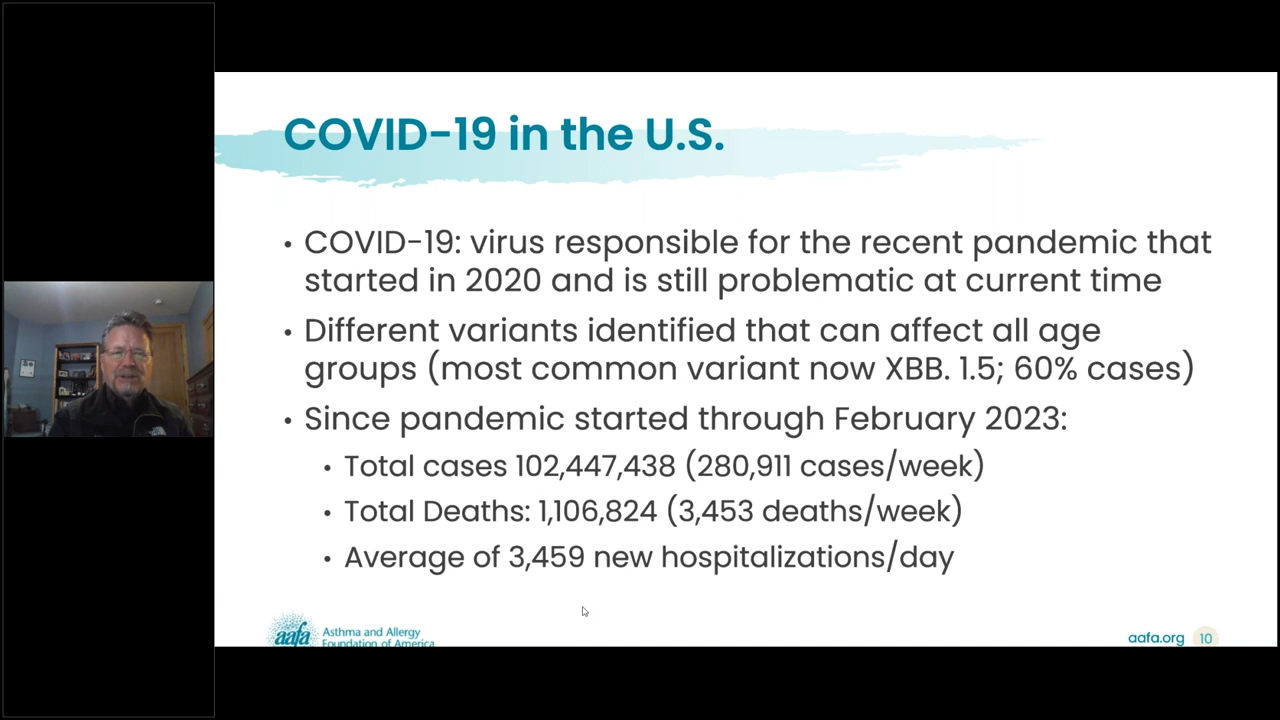 COVID-19 in the U.S.
• COVID-19: virus responsible for the recent pandemic that
started in 2020 and is still problematic at current time
• Different variants identified that can affect all age
groups (most common variant now XBB. 1.5; 60% cases)
• Since pandemic started through February 2023:
• Total cases 102,447,438 (280,911 cases/week)
• Total Deaths: 1,106,824 (3,453 deaths/week)
• Average of 3,459 new hospitalizations/day
aafa
Asthma and Allergy
Foundation of America
aafa.org 10